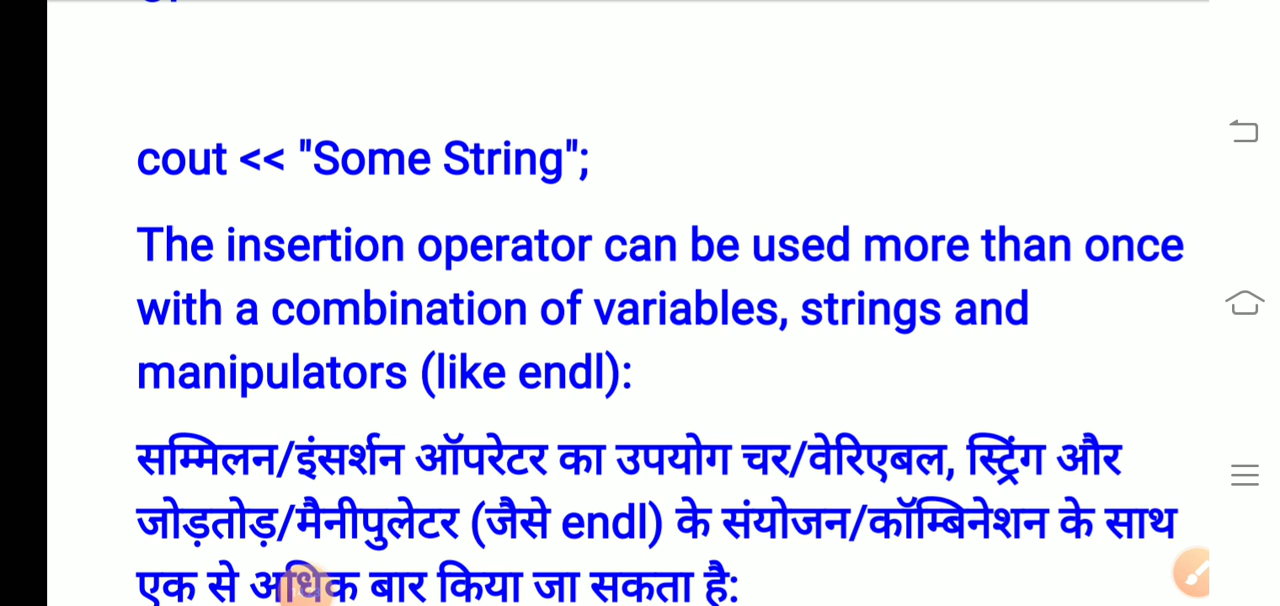 cout << "Some String";
The insertion operator can be used more than once
with a combination of variables, strings and
manipulators (like endl):
सम्मिलन/इंसर्शन ऑपरेटर का उपयोग चर/वेरिएबल, स्ट्रिंग और
जोड़तोड़/मैनीपुलेटर (जैसे endl) के संयोजन/कॉम्बिनेशन के साथ
एक से अधिक बार किया जा सकता है: